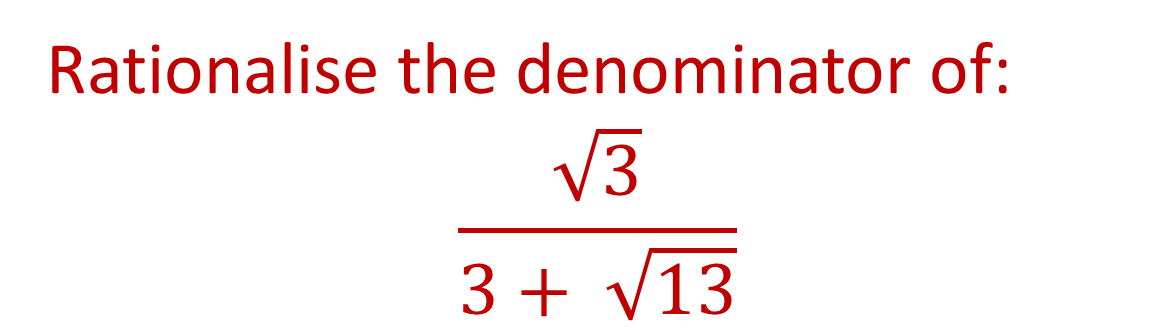 Rationalise the denominator of:
√3
3 + √13